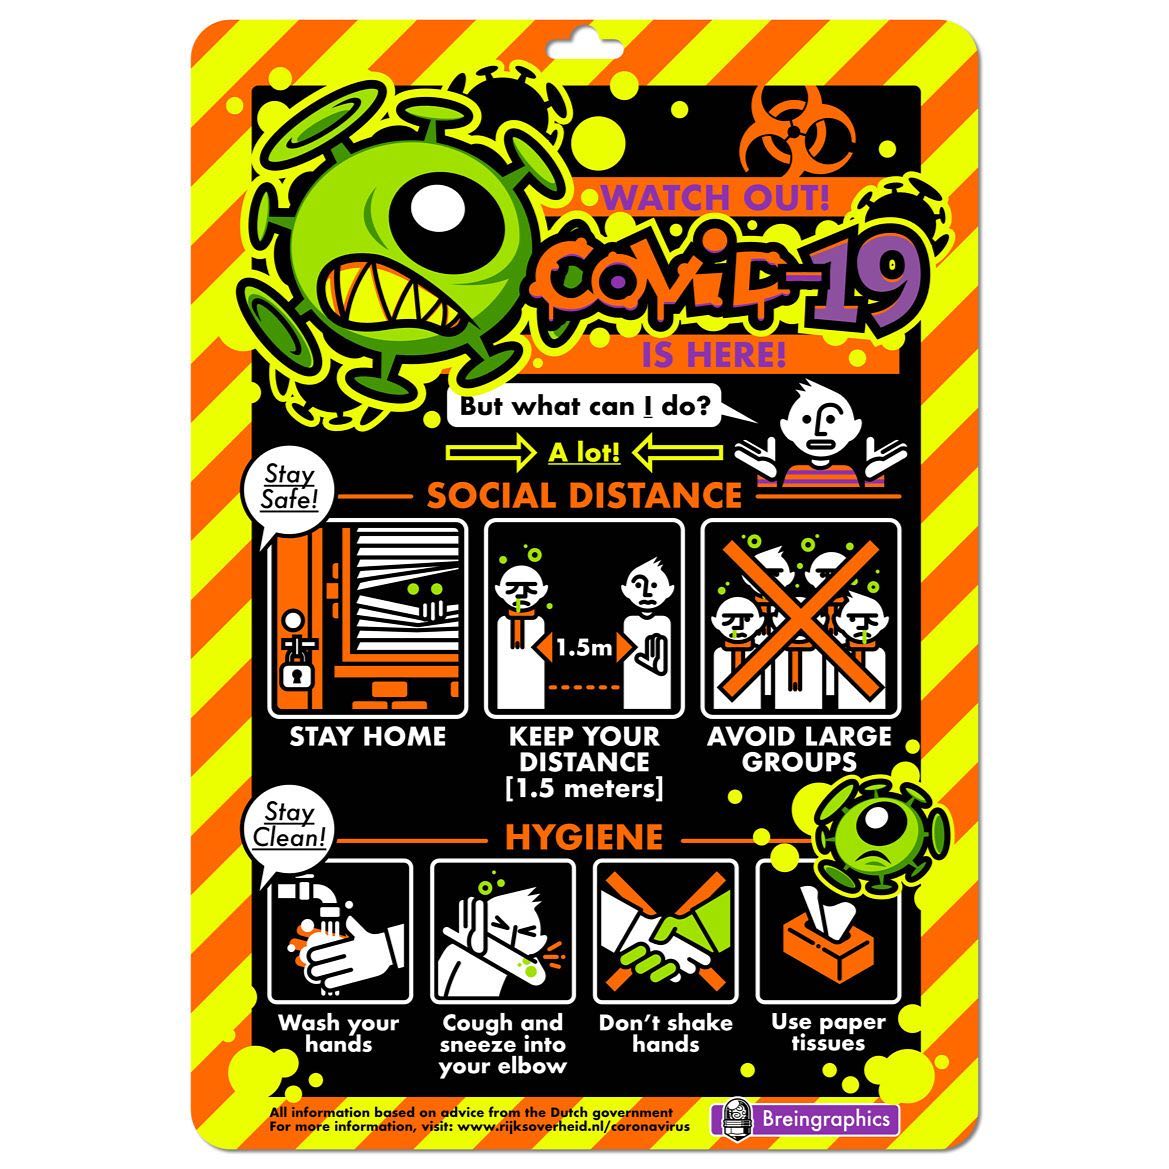 WATCH OUT!
COVID-19
IS HERE!
But what can I do?
A lot!
Stay
Safe!
SOCIAL DISTANCE
1.5m
STAY HOME
KEEP YOUR
DISTANCE
[1.5 meters]
AVOID LARGE
GROUPS
Stay
Clean!
HYGIENE
Wash your
hands
Cough and
sneeze into
your elbow
Don't shake
hands
Use paper
tissues
All information based on advice from the Dutch government
For more information, visit: www.rijksoverheid.nl/coronavirus
Breingraphics